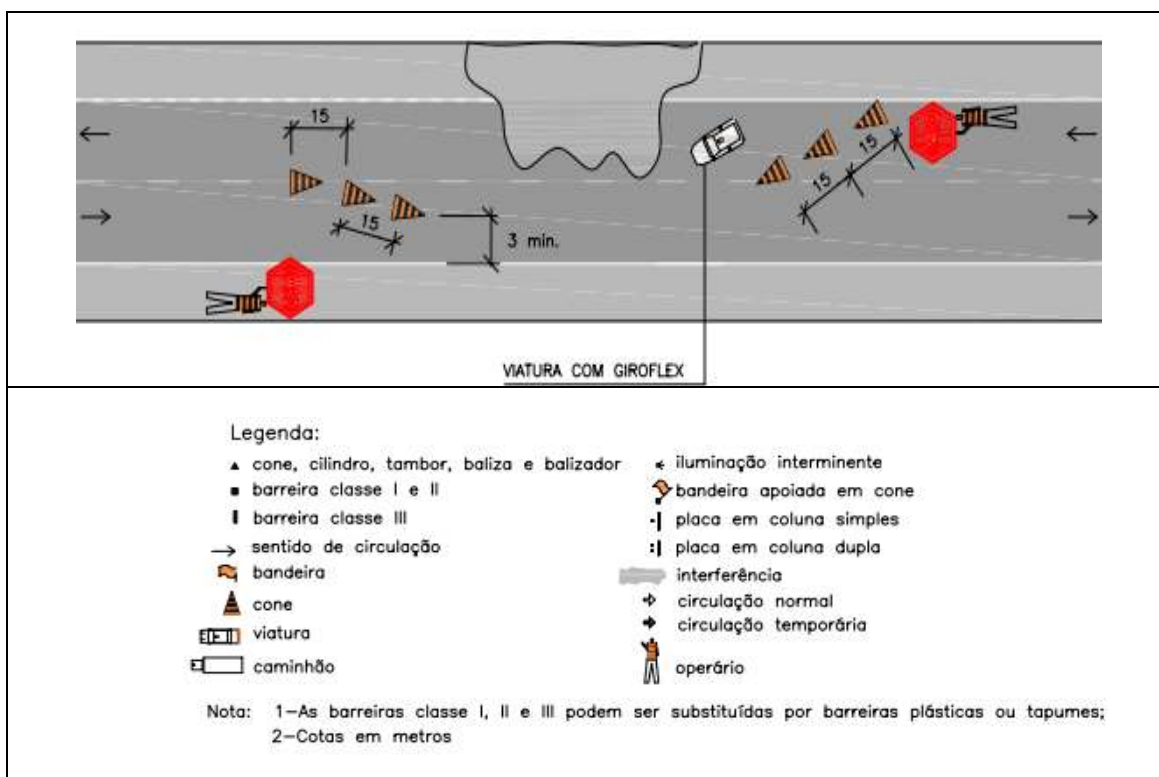 15
15
15
15
3 min.
VIATURA COM GIROFLEX
Legenda:
cone, cilindro, tambor, baliza e balizador
barreira classe I e II
barreira classe III
sentido de circulação
bandeira
cone
viatura
caminhão
iluminação interminente
bandeira apoiada em cone
placa em coluna simples
placa em coluna dupla
interferência
circulação normal
circulação temporária
operário
Nota: 1-As barreiras classe I, II e III podem ser substituídas por barreiras plásticas ou tapumes;
2-Cotas em metros